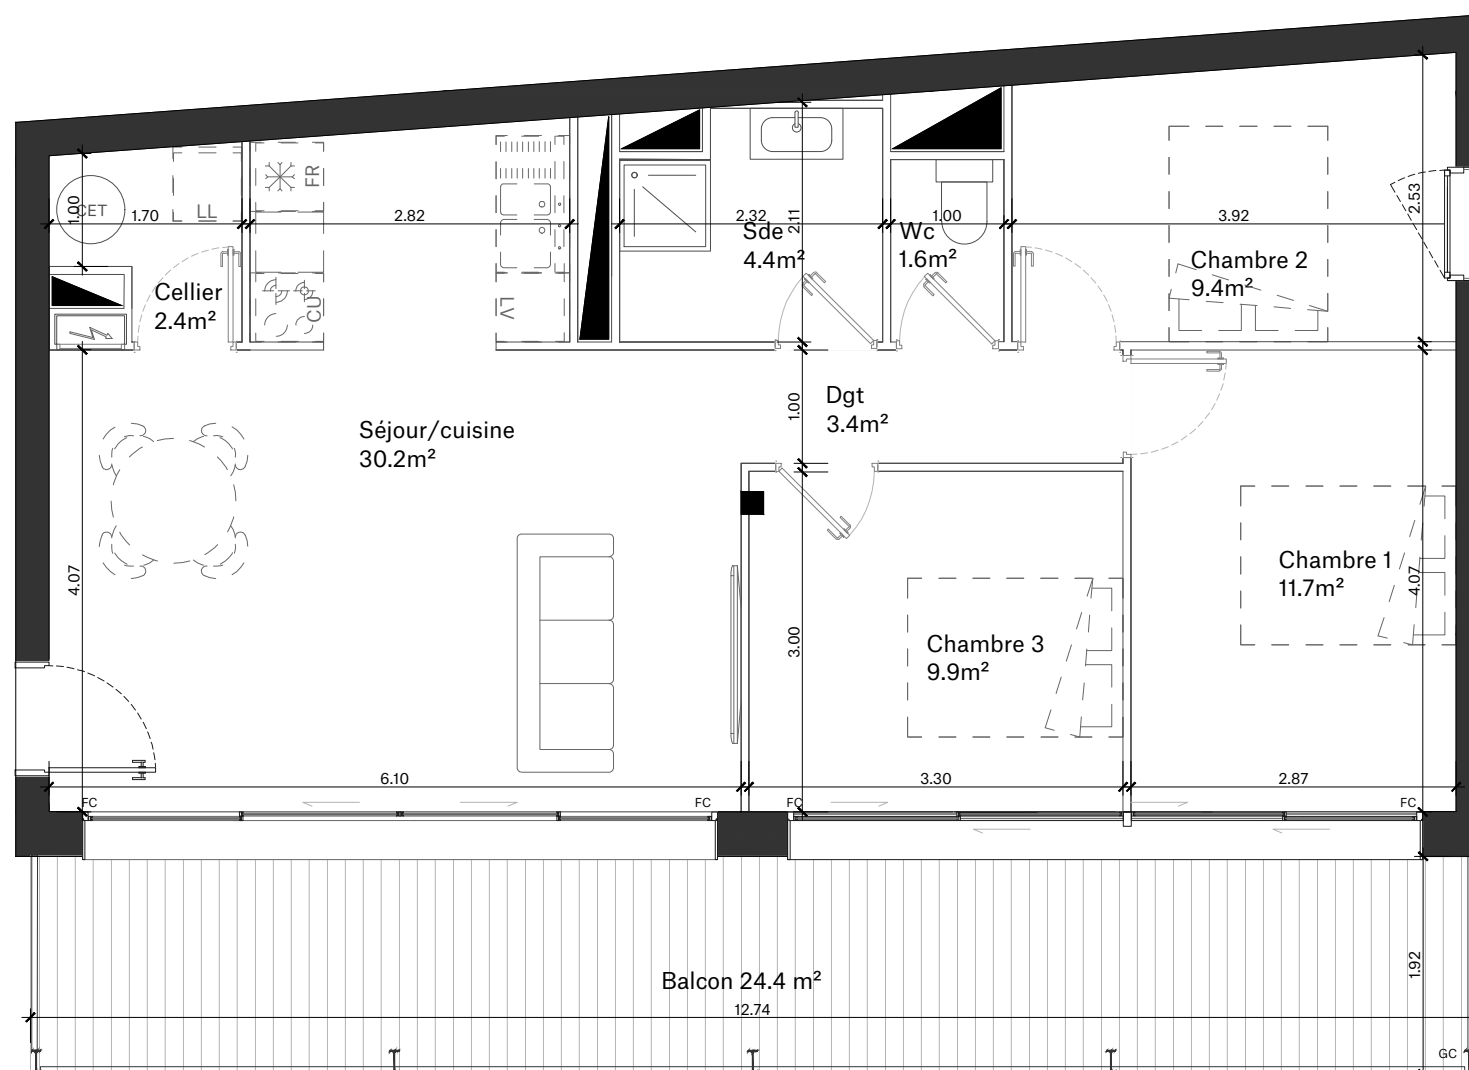 FR
CET
1.00
LL
1.70
2.82
2.32
2.11
1.00
3.92
2.53
Sde
4.4m²
Wc
1.6m²
Chambre 2
9.4m²
Cellier
2.4m²
CU
LV
Dgt
3.4m²
1.00
Séjour/cuisine
30.2m²
4.07
3.00
Chambre 3
9.9m²
Chambre 1
11.7m²
4.07
6.10
3.30
2.87
FC
FC
FC
FC
Balcon 24.4 m²
12.74
1.92
GC